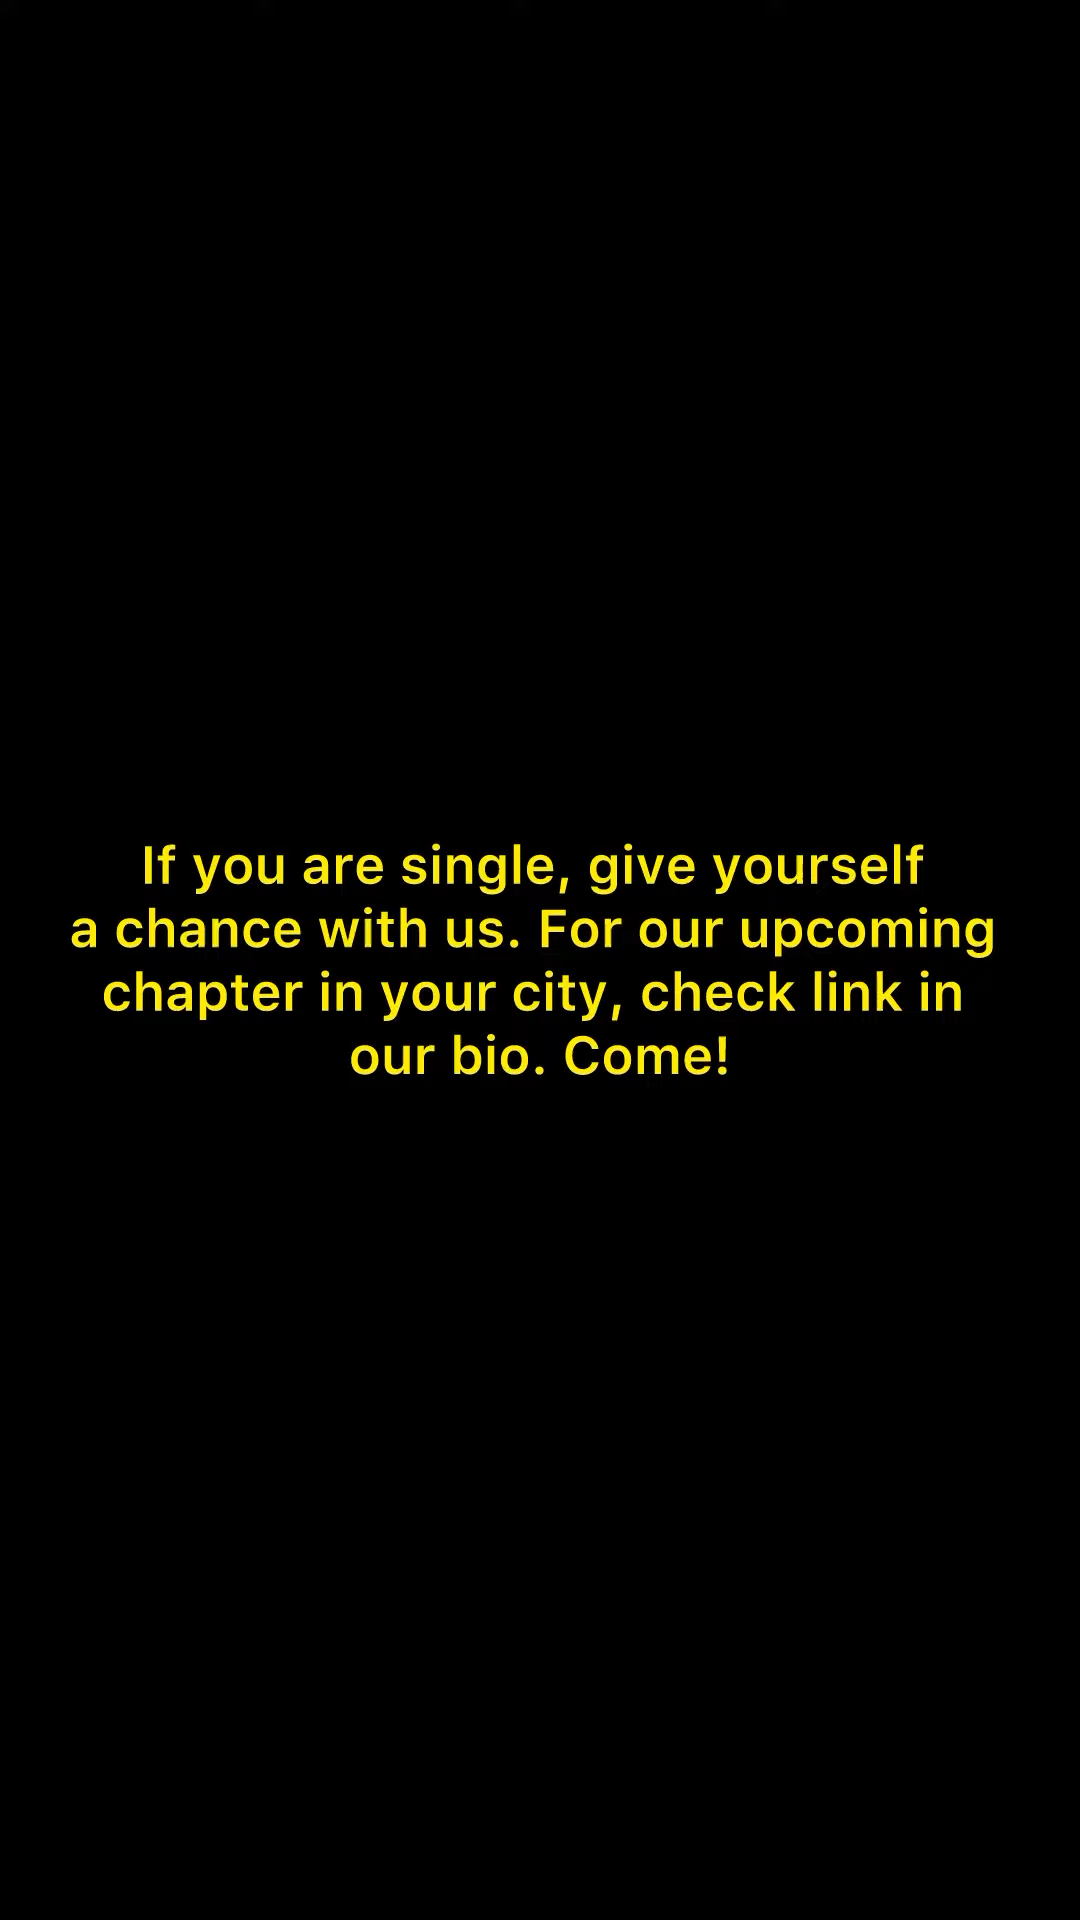 If you are single, give yourself
a chance with us. For our upcoming
chapter in your city, check link in
our bio. Come!